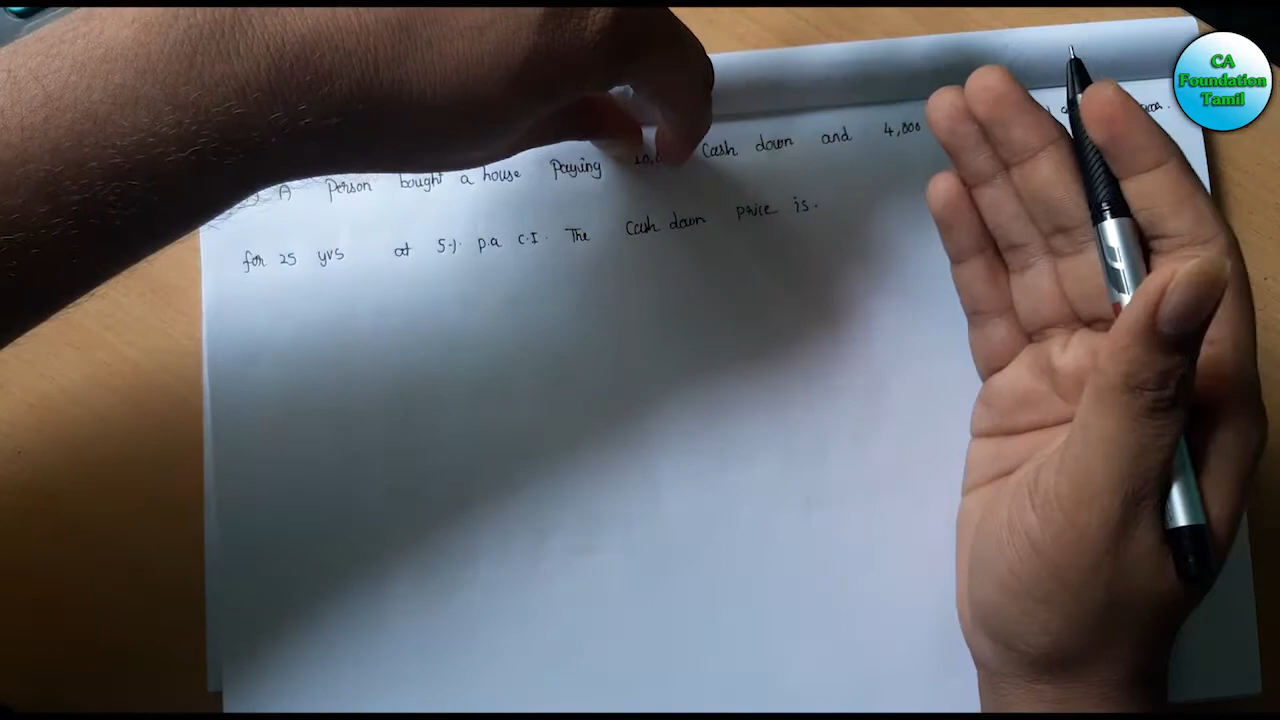 CA
Foundation
Tamil
A person bought a house paying Cash down and 4,000
for 25 yrs at 5 y. p.a C.I. The Cash down price is.